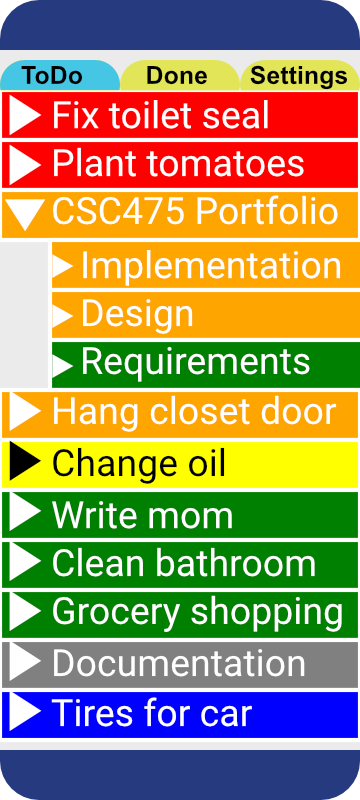 ToDo Done Settings
Fix toilet seal
Plant tomatoes
CSC475 Portfolio
Implementation
Design
Requirements
Hang closet door
Change oil
Write mom
Clean bathroom
Grocery shopping
Documentation
Tires for car